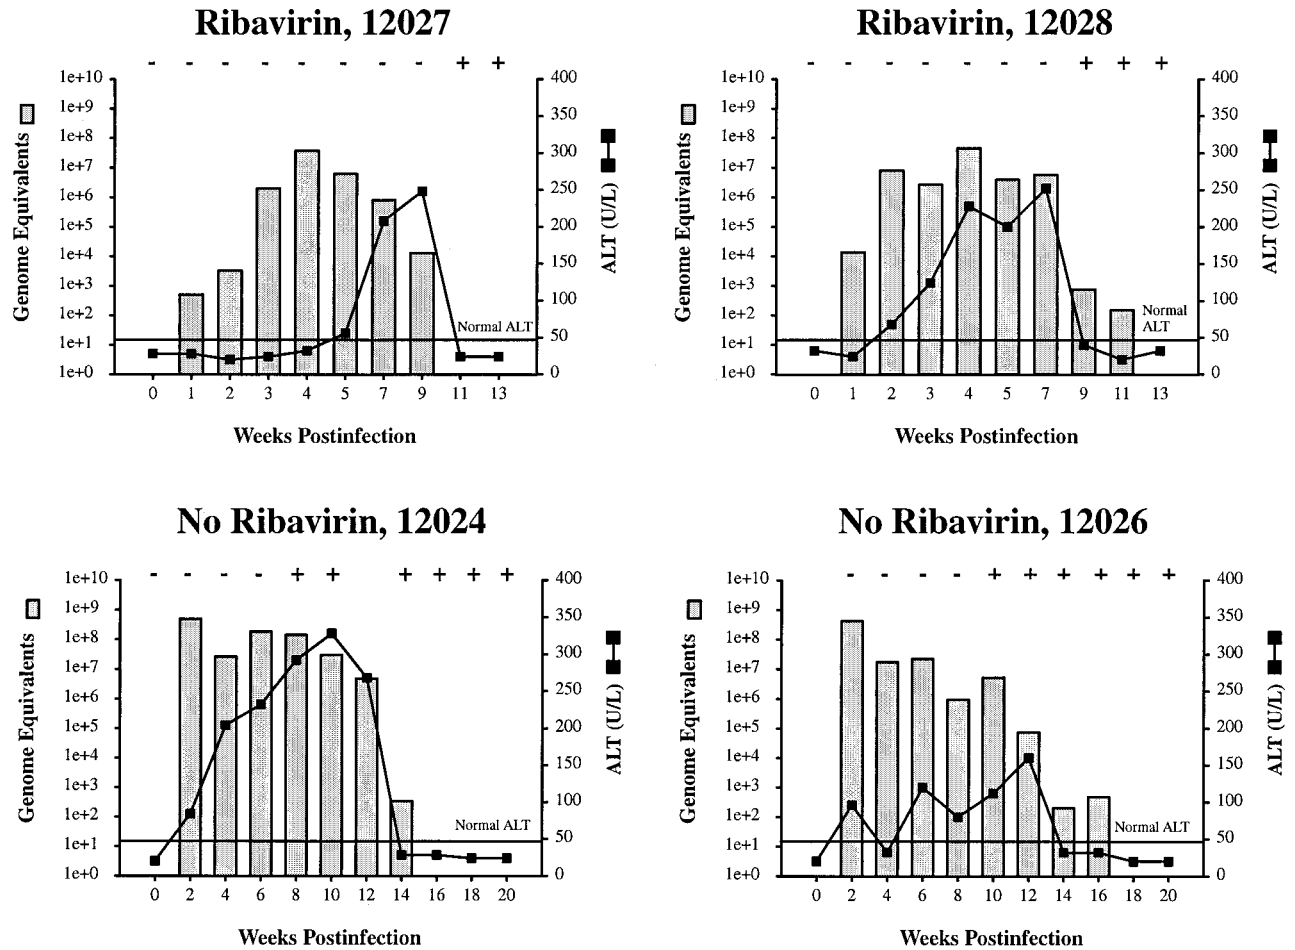 Ribavirin, 12027
- - - - - - - - + +
Genome Equivalents
1e+10
1e+9
1e+8
1e+7
1e+6
1e+5
1e+4
1e+3
1e+2
1e+1
1e+0
400
350
300
250
200
150
100
50
0
ALT (U/L)
Normal ALT
0 1 2 3 4 5 7 9 11 13
Weeks Postinfection
Ribavirin, 12028
- - - - - - - + + +
Genome Equivalents
1e+10
1e+9
1e+8
1e+7
1e+6
1e+5
1e+4
1e+3
1e+2
1e+1
1e+0
400
350
300
250
200
150
100
50
0
ALT (U/L)
Normal
ALT
0 1 2 3 4 5 7 9 11 13
Weeks Postinfection
No Ribavirin, 12024
- - - - + + + + + +
Genome Equivalents
1e+10
1e+9
1e+8
1e+7
1e+6
1e+5
1e+4
1e+3
1e+2
1e+1
1e+0
400
350
300
250
200
150
100
50
0
ALT (U/L)
Normal ALT
0 2 4 6 8 10 12 14 16 18 20
Weeks Postinfection
No Ribavirin, 12026
- - - - + + + + + +
Genome Equivalents
1e+10
1e+9
1e+8
1e+7
1e+6
1e+5
1e+4
1e+3
1e+2
1e+1
1e+0
400
350
300
250
200
150
100
50
0
ALT (U/L)
Normal ALT
0 2 4 6 8 10 12 14 16 18 20
Weeks Postinfection